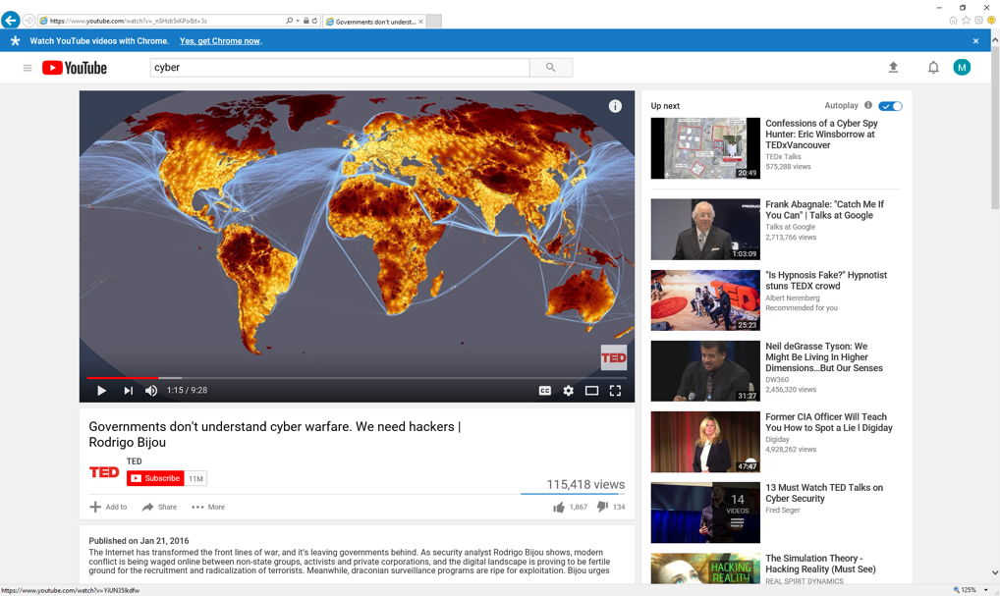 https://www.youtube.com/watch?v=_nSHsb5xKPo&t=3s
Governments don't underst...
Watch YouTube videos with Chrome. Yes, get Chrome now.
YouTube
cyber
M
TED
1:15 / 9:28
CC
Governments don't understand cyber warfare. We need hackers |
Rodrigo Bijou
TED
TED
Subscribe 11M
115,418 views
Add to Share More
1,867 134
Published on Jan 21, 2016
The Internet has transformed the front lines of war, and it's leaving governments behind. As security analyst Rodrigo Bijou shows, modern
conflict is being waged online between non-state groups, activists and private corporations, and the digital landscape is proving to be fertile
ground for the recruitment and radicalization of terrorists. Meanwhile, draconian surveillance programs are ripe for exploitation. Bijou urges
Up next Autoplay
20:49
Confessions of a Cyber Spy
Hunter: Eric Winsborrow at
TEDxVancouver
TEDx Talks
575,288 views
1:03:09
Frank Abagnale: "Catch Me If
You Can" | Talks at Google
Talks at Google
2,713,766 views
25:23
"Is Hypnosis Fake?" Hypnotist
stuns TEDX crowd
Albert Nerenberg
Recommended for you
31:27
Neil deGrasse Tyson: We
Might Be Living In Higher
Dimensions...But Our Senses
DW360
2,456,320 views
47:47
Former CIA Officer Will Teach
You How to Spot a Lie l Digiday
Digiday
4,928,262 views
14
VIDEOS
13 Must Watch TED Talks on
Cyber Security
Fred Seger
HACKING
REALITY
The Simulation Theory -
Hacking Reality (Must See)
REAL SPIRIT DYNAMICS
https://www.youtube.com/watch?v=YiUN35Ikdfw
125%